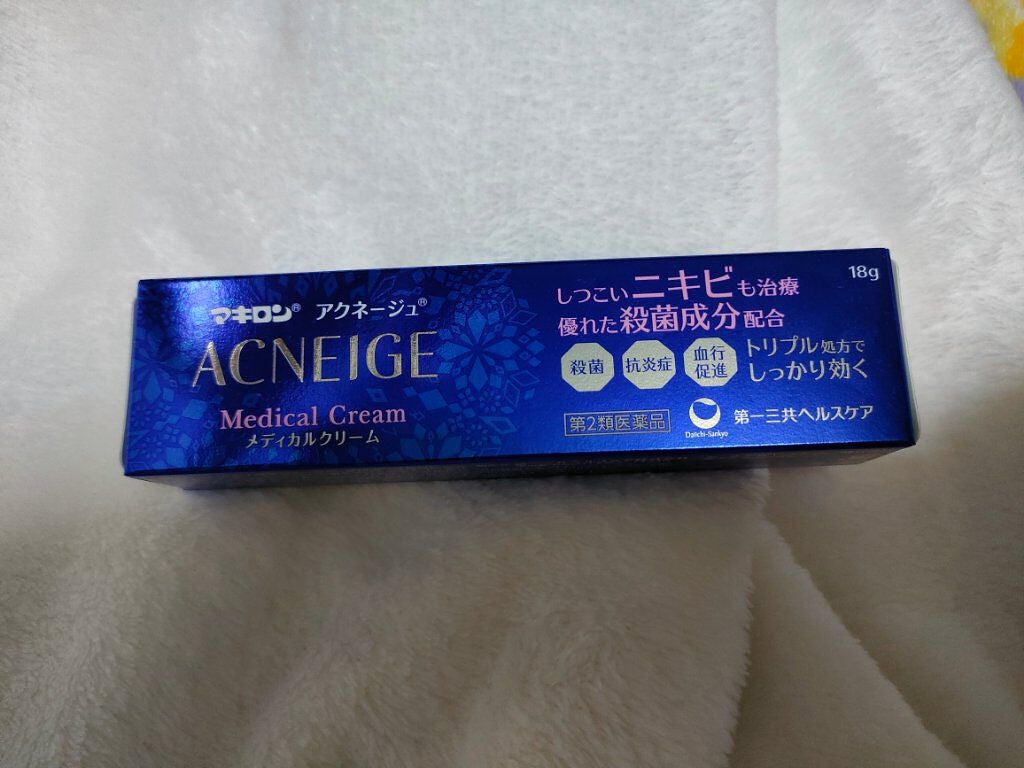 マキロン® アクネージュ®
ACNEIGE
Medical Cream
メディカルクリーム
18g
しつこいニキビも治療
優れた殺菌成分配合
殺菌
抗炎症
血行
促進
トリプル処方で
しっかり効く
第2類医薬品
Daiichi-Sankyo
第一三共ヘルスケア